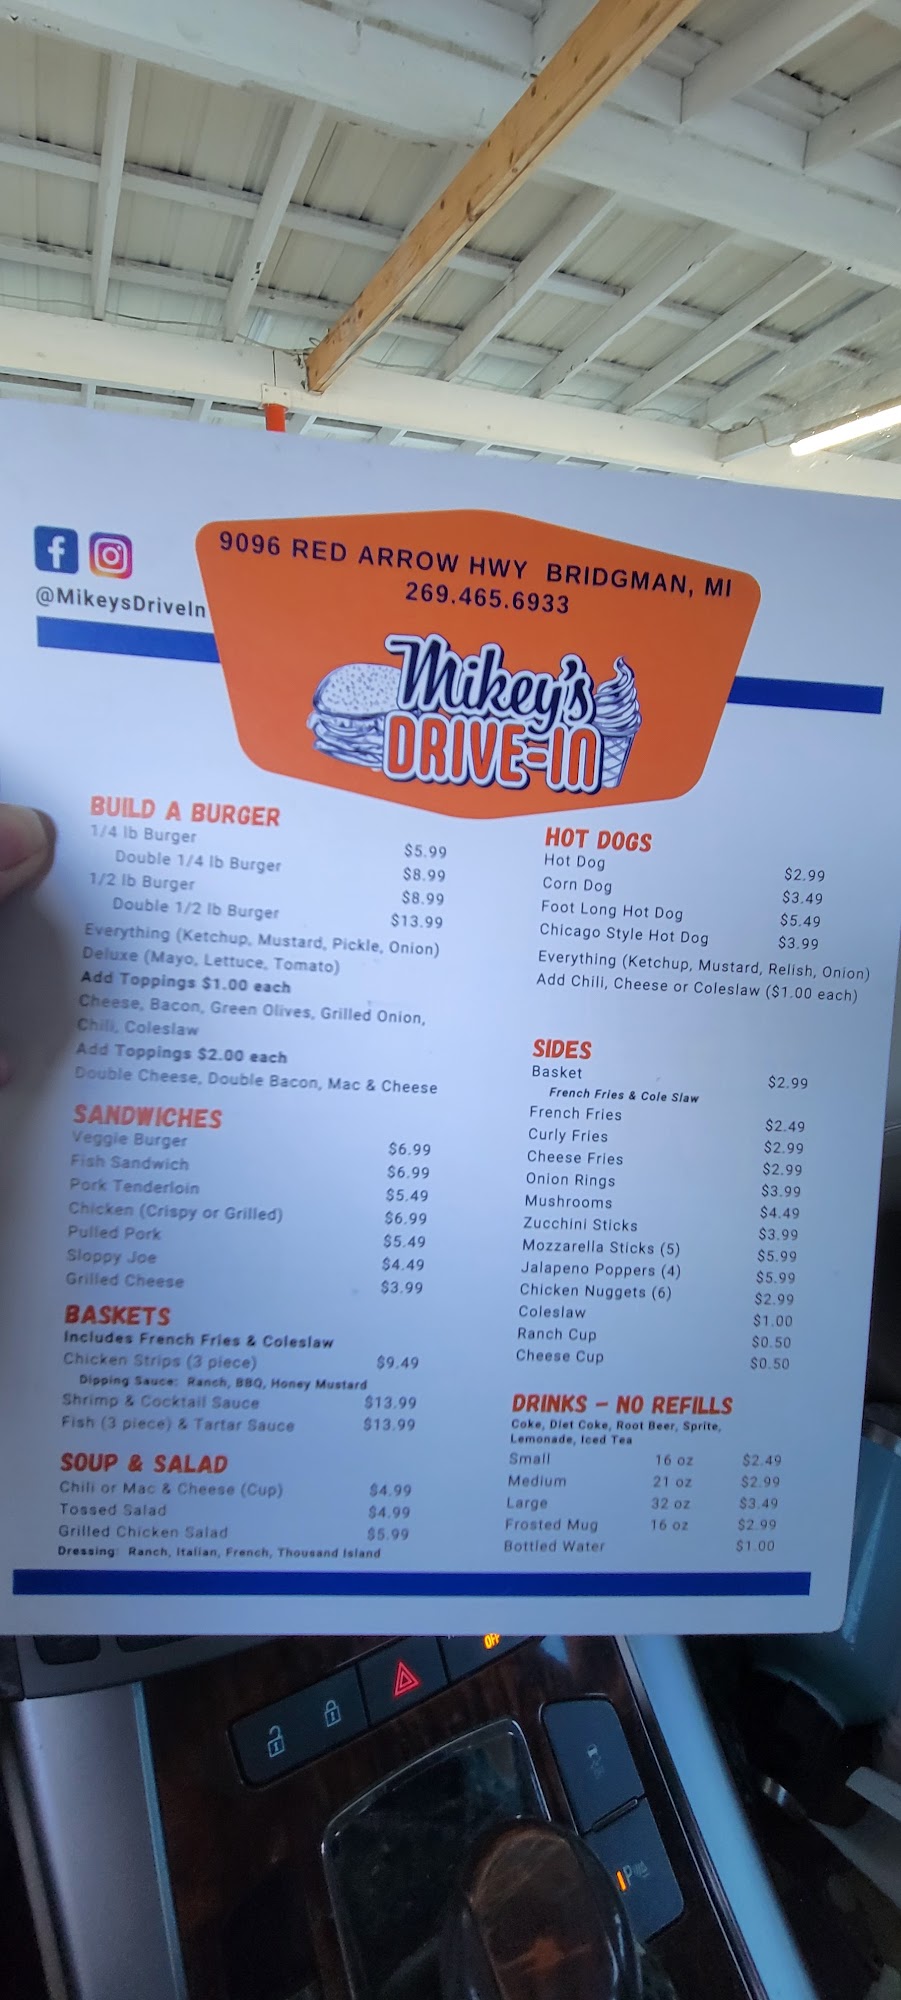 @MikeysDriveIn
9096 RED ARROW HWY BRIDGMAN, MI
269.465.6933
Mikey's
DRIVE-IN
BUILD A BURGER
1/4 lb Burger $5.99
Double 1/4 lb Burger $8.99
1/2 lb Burger $8.99
Double 1/2 lb Burger $13.99
Everything (Ketchup, Mustard, Pickle, Onion)
Deluxe (Mayo, Lettuce, Tomato)
Add Toppings $1.00 each
Cheese, Bacon, Green Olives, Grilled Onion,
Chili, Coleslaw
Add Toppings $2.00 each
Double Cheese, Double Bacon, Mac & Cheese
SANDWICHES
Veggie Burger $6.99
Fish Sandwich $6.99
Pork Tenderloin $5.49
Chicken (Crispy or Grilled) $6.99
Pulled Pork $5.49
Sloppy Joe $4.49
Grilled Cheese $3.99
BASKETS
Includes French Fries & Coleslaw
Chicken Strips (3 piece) $9.49
Dipping Sauce: Ranch, BBQ, Honey Mustard
Shrimp & Cocktail Sauce $13.99
Fish (3 piece) & Tartar Sauce $13.99
SOUP & SALAD
Chili or Mac & Cheese (Cup) $4.99
Tossed Salad $4.99
Grilled Chicken Salad $5.99
Dressing: Ranch, Italian, French, Thousand Island
HOT DOGS
Hot Dog $2.99
Corn Dog $3.49
Foot Long Hot Dog $5.49
Chicago Style Hot Dog $3.99
Everything (Ketchup, Mustard, Relish, Onion)
Add Chili, Cheese or Coleslaw ($1.00 each)
SIDES
Basket $2.99
French Fries & Cole Slaw
French Fries $2.49
Curly Fries $2.99
Cheese Fries $2.99
Onion Rings $3.99
Mushrooms $4.49
Zucchini Sticks $3.99
Mozzarella Sticks (5) $5.99
Jalapeno Poppers (4) $5.99
Chicken Nuggets (6) $2.99
Coleslaw $1.00
Ranch Cup $0.50
Cheese Cup $0.50
DRINKS – NO REFILLS
Coke, Diet Coke, Root Beer, Sprite,
Lemonade, Iced Tea
Small 16 oz $2.49
Medium 21 oz $2.99
Large 32 oz $3.49
Frosted Mug 16 oz $2.99
Bottled Water $1.00
OFF
P